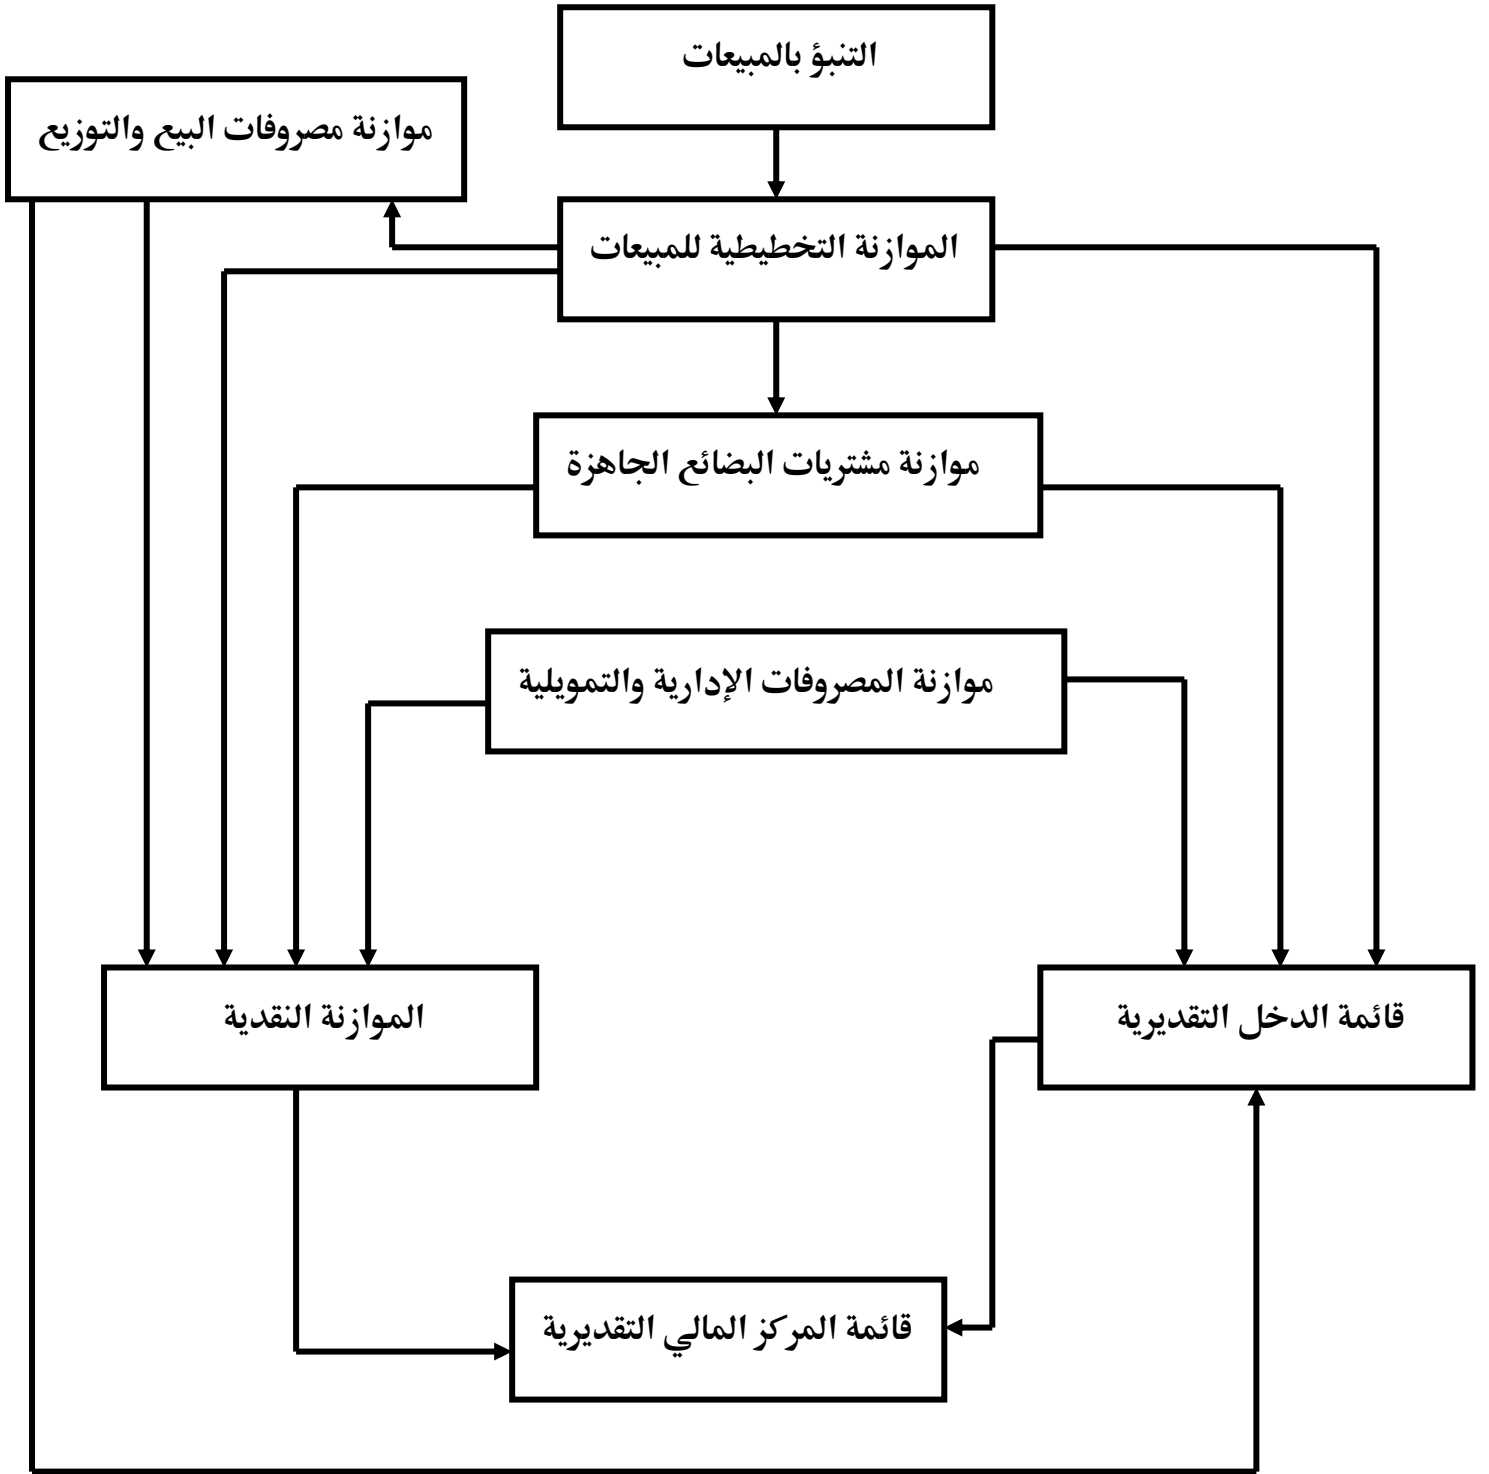 التنبؤ بالمبيعات
موازنة مصروفات البيع والتوزيع
الموازنة التخطيطية للمبيعات
موازنة مشتريات البضائع الجاهزة
موازنة المصروفات الإدارية والتمويلية
قائمة الدخل التقديرية
الموازنة النقدية
قائمة المركز المالي التقديرية